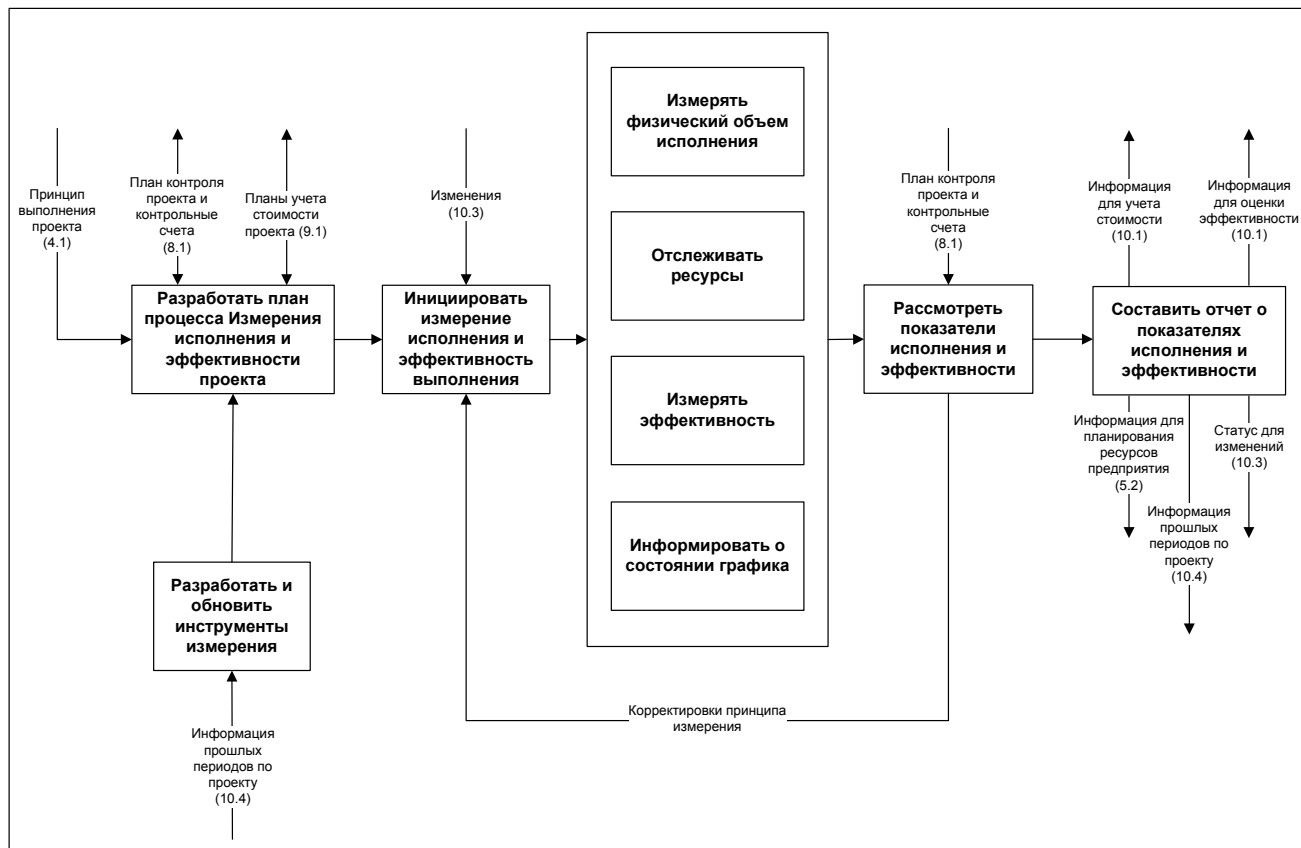 Принцип
выполнения
проекта
(4.1)
План контроля
проекта и
контрольные
счета
(8.1)
Планы учета
стоимости
проекта (9.1)
Изменения
(10.3)
Измерять
физический объем
исполнения
Отслеживать
ресурсы
Измерять
эффективность
Информировать о
состоянии графика
План контроля
проекта и
контрольные
счета
(8.1)
Информация
для учета
стоимости
(10.1)
Информация
для оценки
эффективности
(10.1)
Разработать план
процесса Измерения
исполнения и
эффективности
проекта
Инициировать
измерение
исполнения и
эффективность
выполнения
Рассмотреть
показатели
исполнения и
эффективности
Составить отчет о
показателях
исполнения и
эффективности
Информация для
планирования
ресурсов
предприятия
(5.2)
Информация
прошлых
периодов по
проекту
(10.4)
Статус для
изменений
(10.3)
Разработать и
обновить
инструменты
измерения
Корректировки принципа
измерения
Информация
прошлых
периодов по
проекту
(10.4)